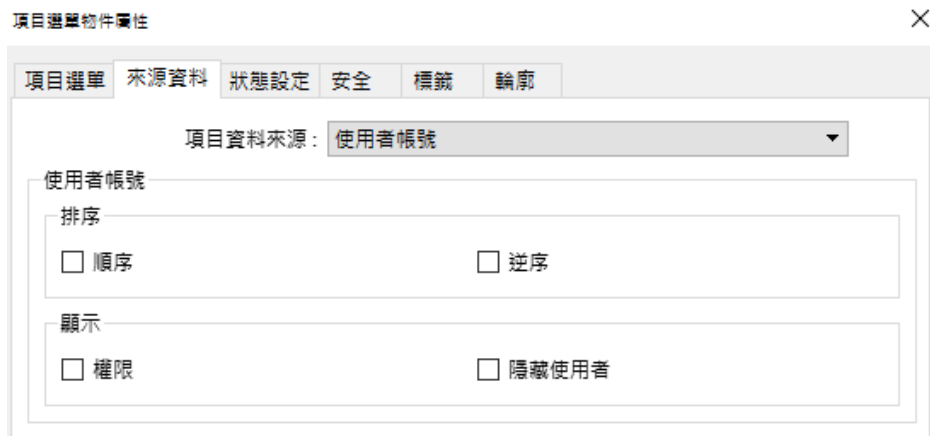 項目選單物件屬性
項目選單 來源資料 狀態設定 安全 標籤 輪廓
項目資料來源 : 使用者帳號
使用者帳號
排序
順序 逆序
顯示
權限 隱藏使用者